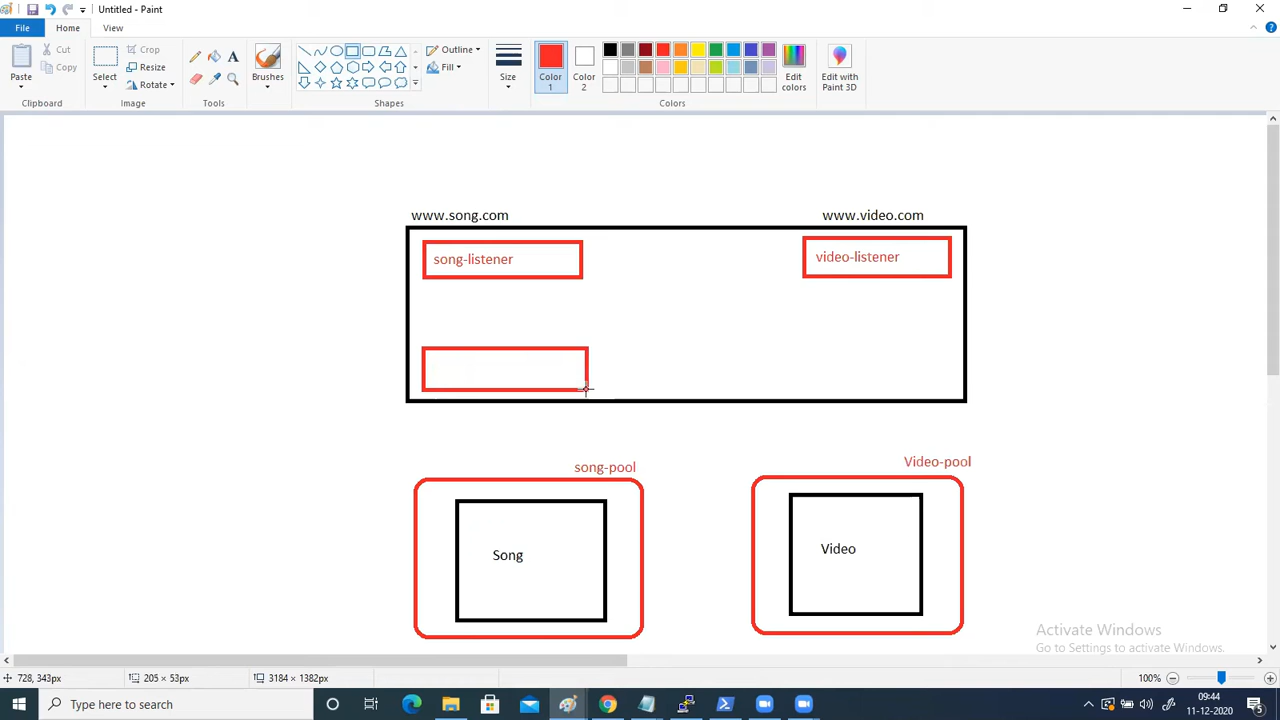 Untitled - Paint
File
Home
View
Paste
Cut
Copy
Clipboard
Select
Crop
Resize
Rotate
Image
Tools
Brushes
Outline
Fill
Shapes
Size
Color
1
Color
2
Edit
colors
Colors
Edit with
Paint 3D
www.song.com
www.video.com
song-listener
video-listener
song-pool
Video-pool
Song
Video
Activate Windows
Go to Settings to activate Windows.
728, 343px
205 × 53px
3184 × 1382px
100%
Type here to search
09:44
11-12-2020
5